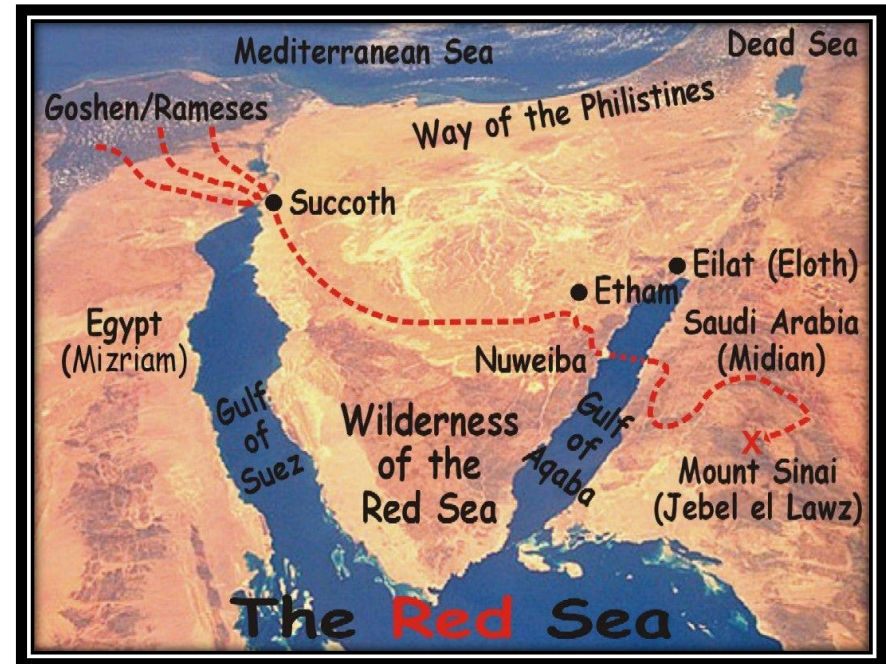 Mediterranean Sea
Dead Sea
Goshen/Rameses
Way of the Philistines
Succoth
Eilat (Eloth)
Etham
Egypt
(Mizriam)
Saudi Arabia
(Midian)
Nuweiba
Gulf
of
Suez
Wilderness
of the
Red Sea
Gulf
of
Aqaba
X
Mount Sinai
(Jebel el Lawz)
The Red Sea